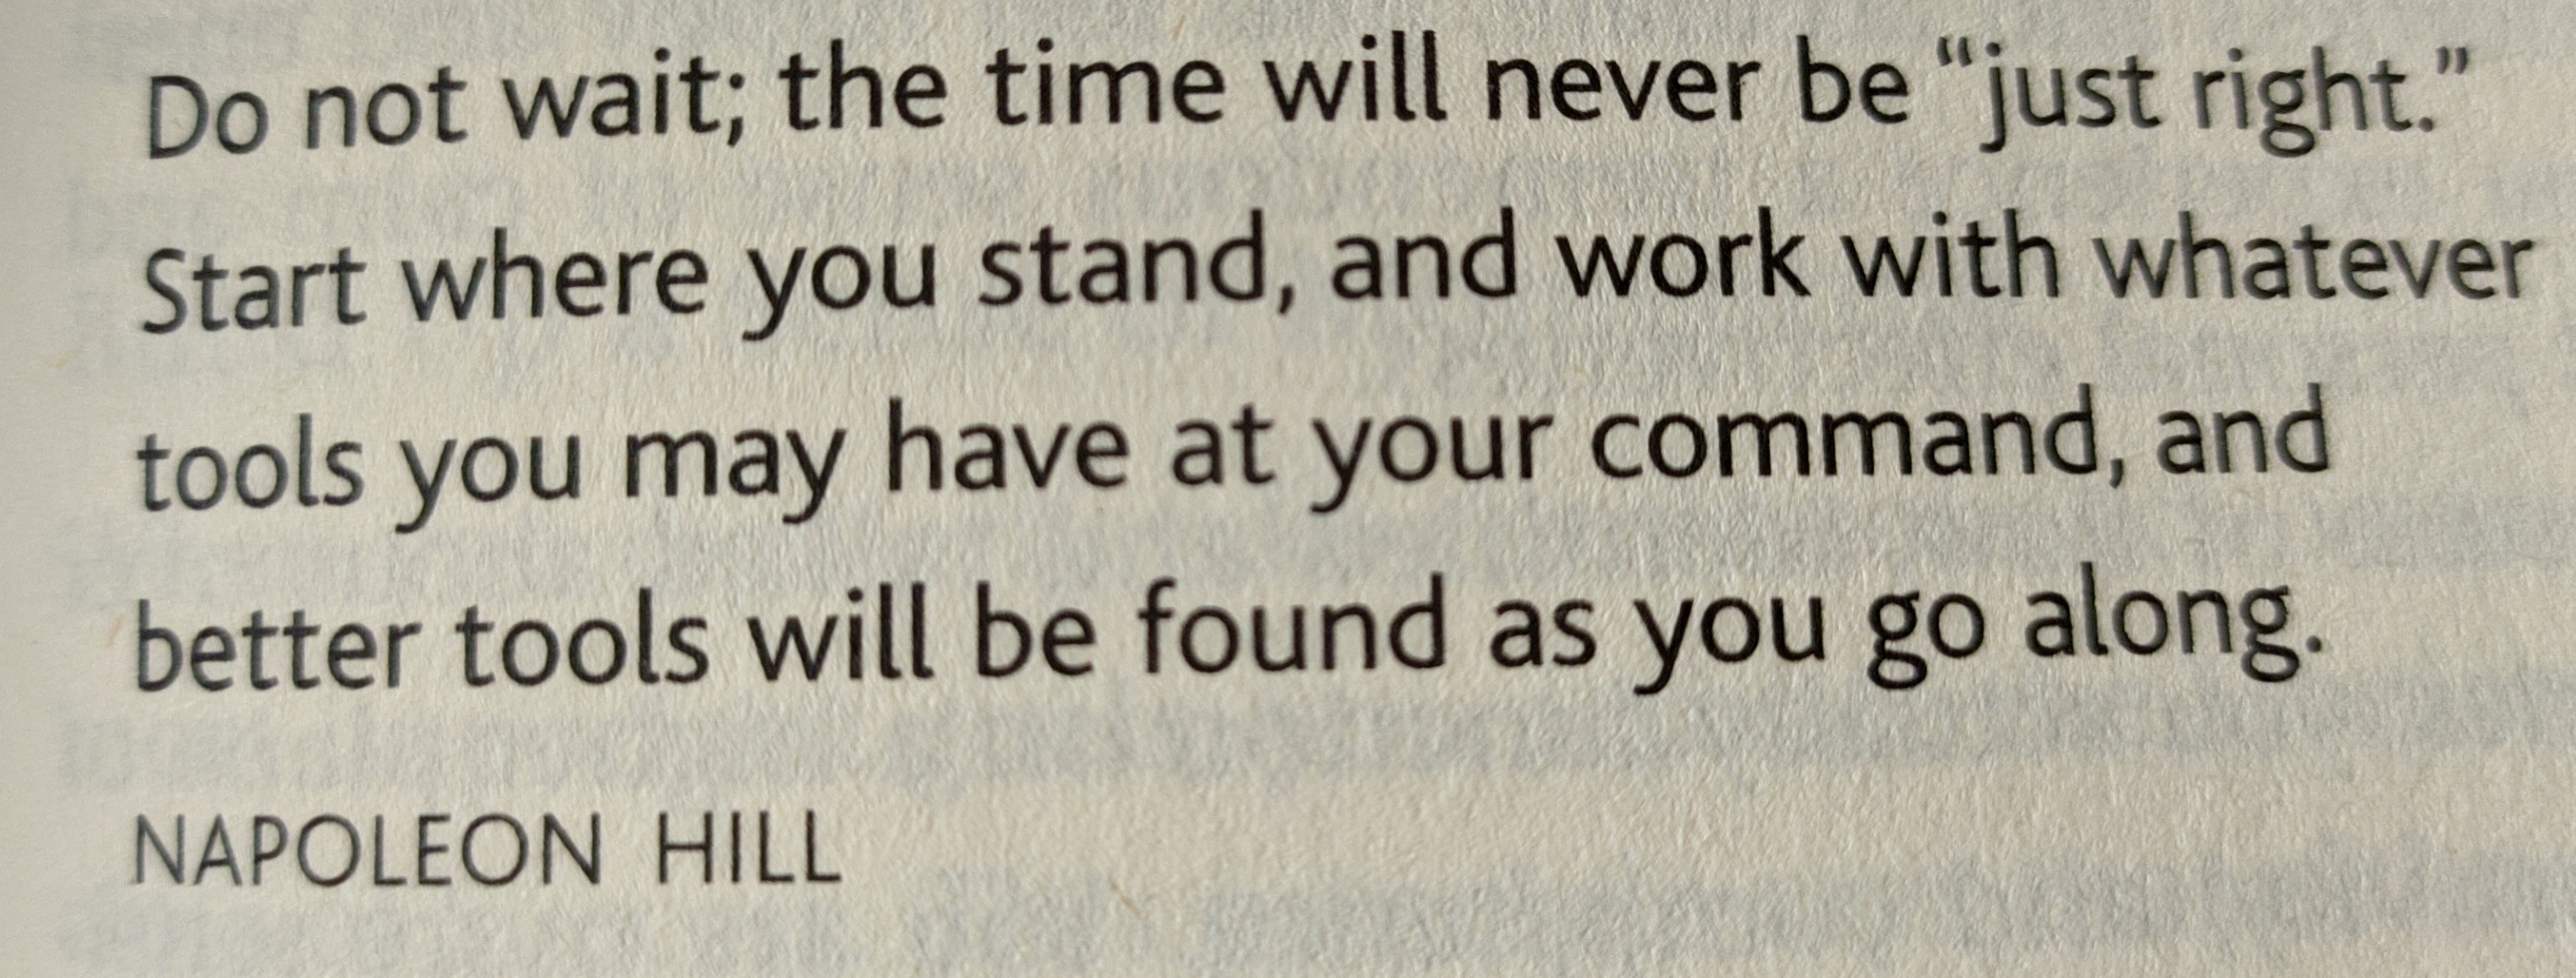 Do not wait; the time will never be “just right.”
Start where you stand, and work with whatever
tools you may have at your command, and
better tools will be found as you go along.
NAPOLEON HILL